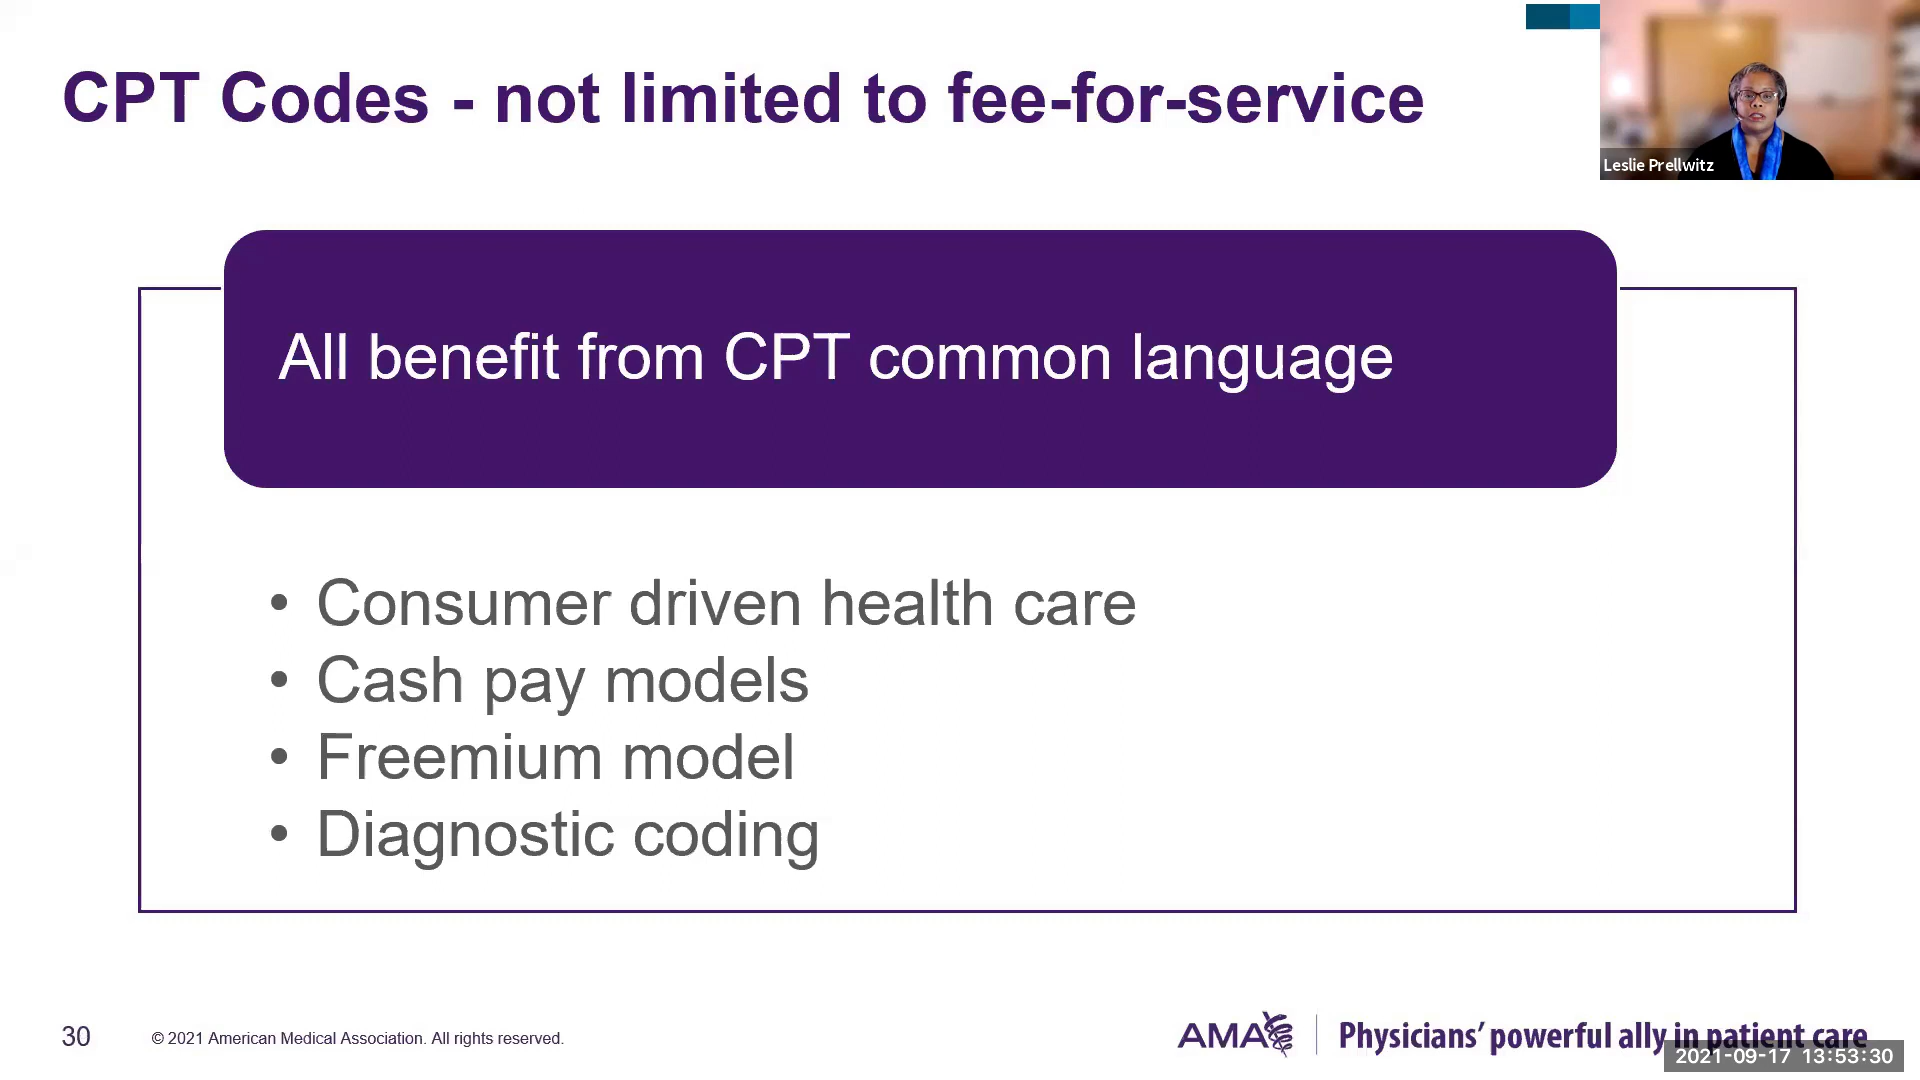 CPT Codes - not limited to fee-for-service
Leslie Prellwitz
All benefit from CPT common language
• Consumer driven health care
• Cash pay models
• Freemium model
• Diagnostic coding
30
© 2021 American Medical Association. All rights reserved.
AMA
Physicians’ powerful ally in patient care
2021-09-17 13:53:30